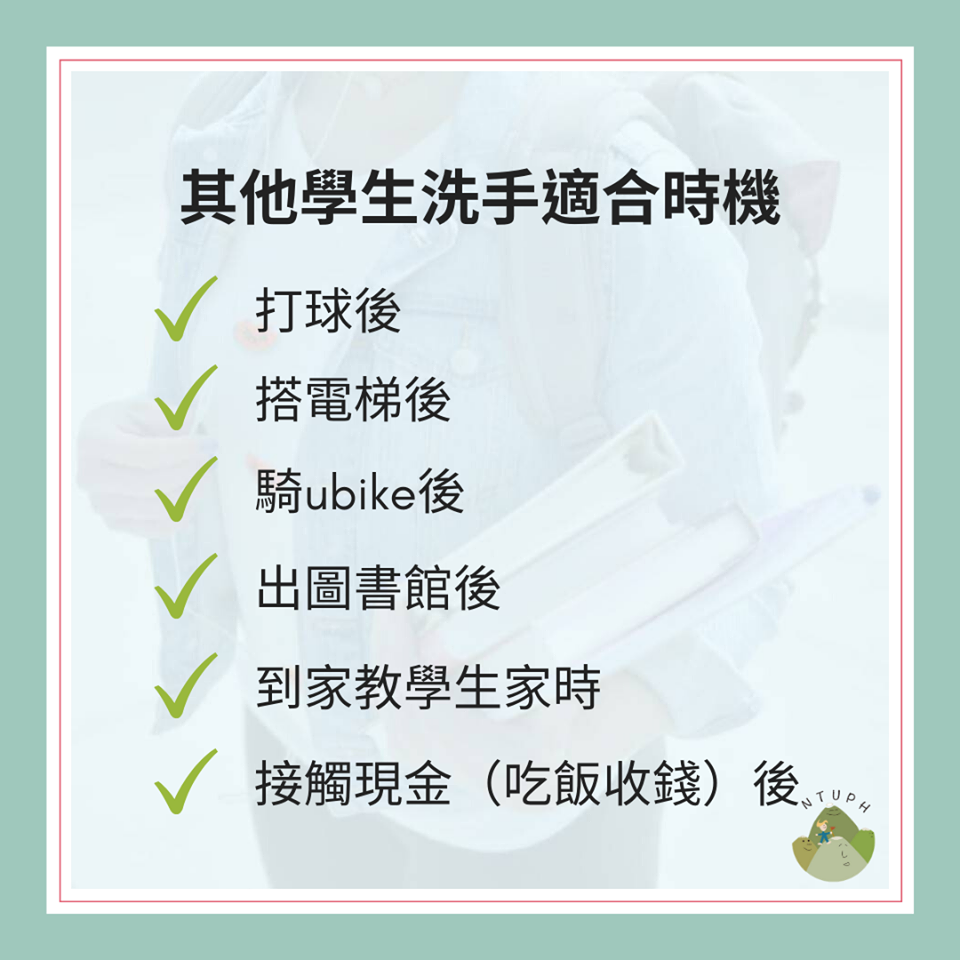 其他學生洗手適合時機
打球後
搭電梯後
騎ubike後
出圖書館後
到家教學生家時
接觸現金（吃飯收錢）後
NTUPH